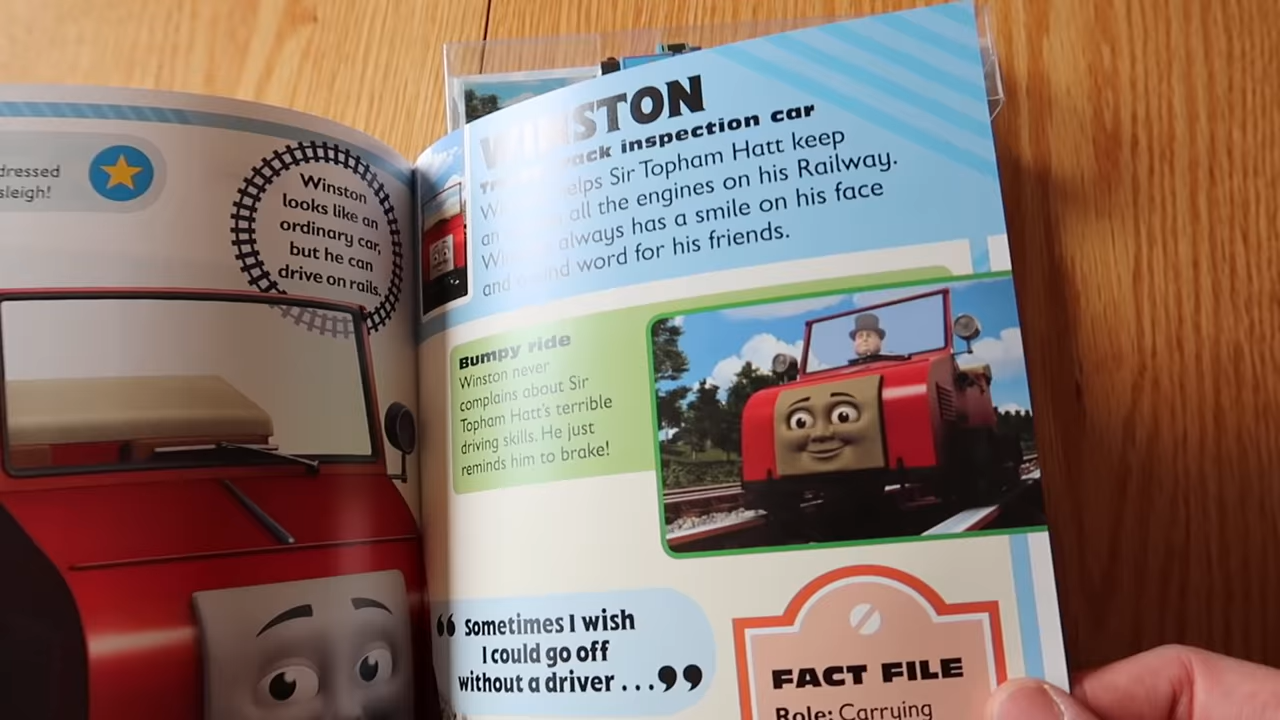 dressed
sleigh!
Winston
looks like an
ordinary car,
but he can
drive on rails.
WINSTON
Track inspection car
helps Sir Topham Hatt keep
all the engines on his Railway.
always has a smile on his face
and word for his friends.
Bumpy ride
Winston never
complains about Sir
Topham Hatt's terrible
driving skills. He just
reminds him to brake!
“Sometimes I wish
I could go off
without a driver...”
FACT FILE
Role: Carrying